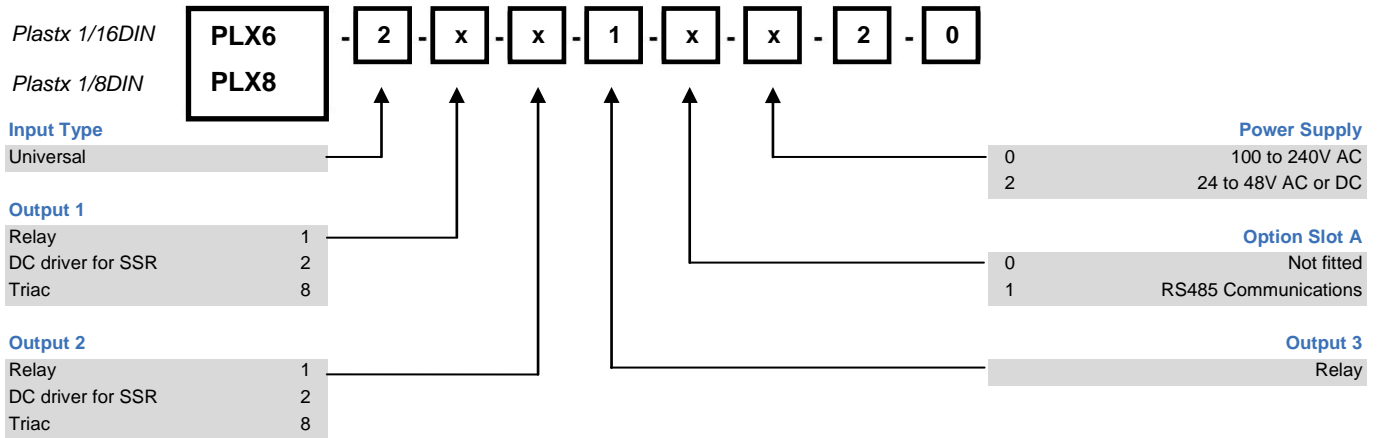 Plastx 1/16DIN PLX6 - 2 - x - x - 1 - x - x - 2 - 0
Plastx 1/8DIN PLX8
Input Type
Universal
Output 1
Relay 1
DC driver for SSR 2
Triac 8
Output 2
Relay 1
DC driver for SSR 2
Triac 8
Power Supply
0 100 to 240V AC
2 24 to 48V AC or DC
Option Slot A
0 Not fitted
1 RS485 Communications
Output 3
Relay